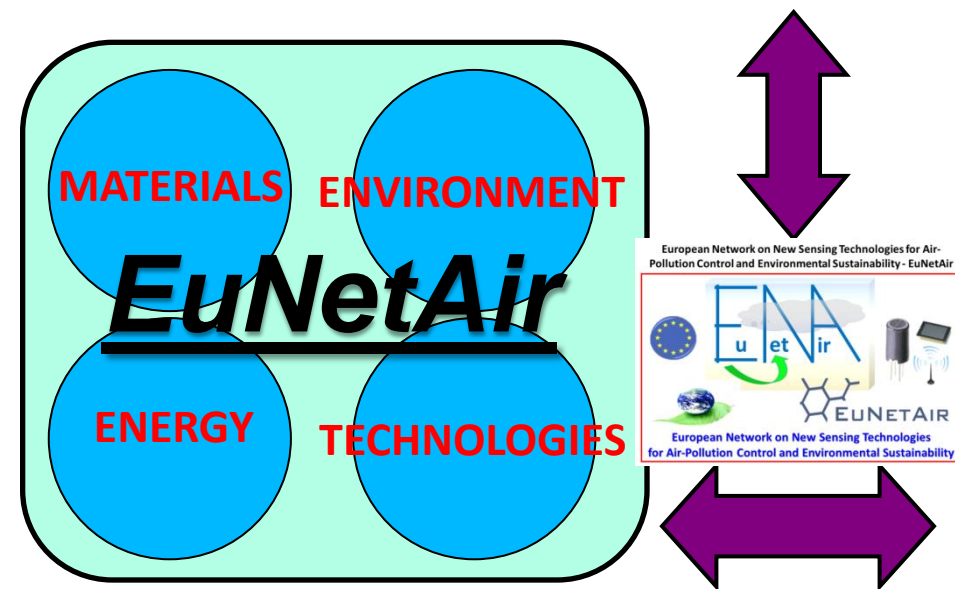 MATERIALS
ENVIRONMENT
EuNetAir
ENERGY
TECHNOLOGIES
European Network on New Sensing Technologies for Air-
Pollution Control and Environmental Sustainability - EuNetAir
EuNetAir
EUNETAIR
European Network on New Sensing Technologies
for Air-Pollution Control and Environmental Sustainability